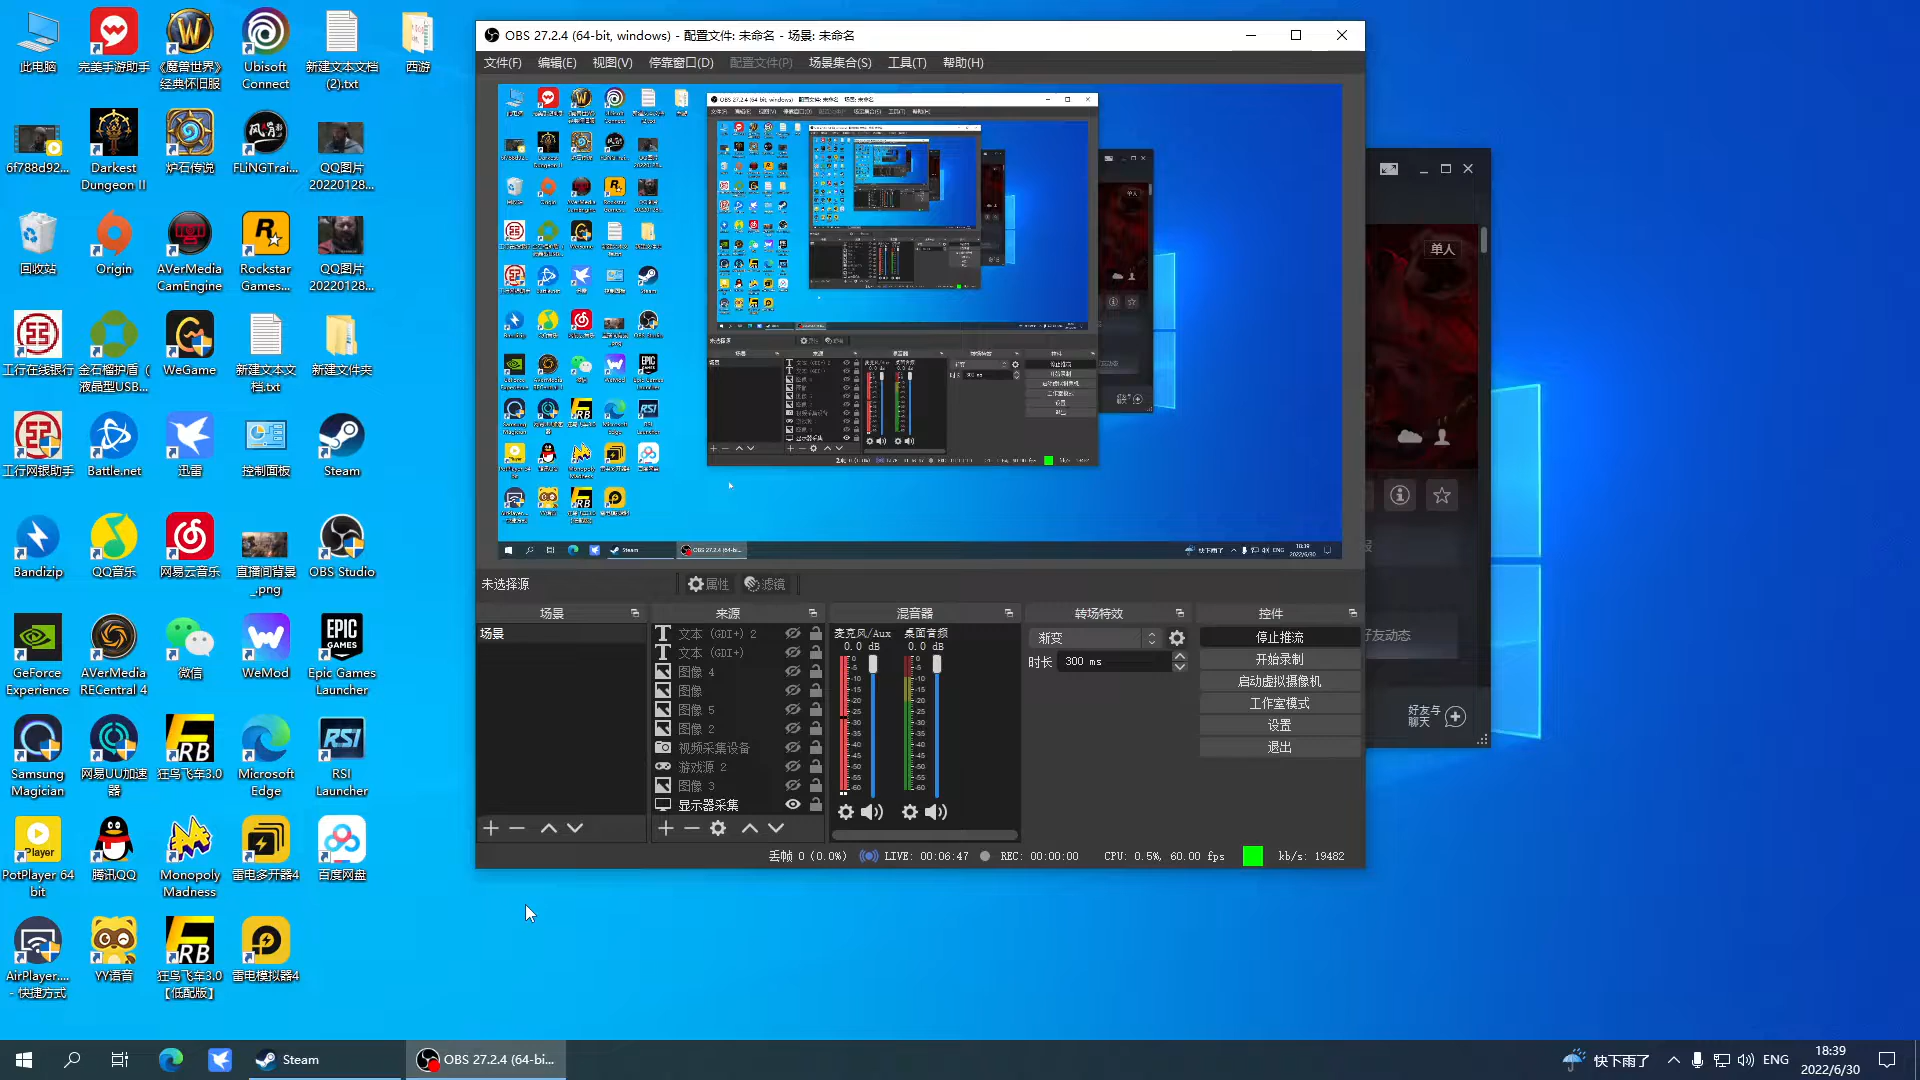 此电脑
完美手游助手
《魔兽世界》
经典怀旧服
Ubisoft
Connect
新建文本文档
(2).txt
西游
6f788d92...
Darkest
Dungeon II
炉石传说
FLiNGTrai...
QQ图片
20220128...
回收站
Origin
AVerMedia
CamEngine
Rockstar
Games...
QQ图片
20220128...
工行在线银行
金石榴护盾（
液晶型USB...
WeGame
新建文本文
档.txt
新建文件夹
工行网银助手
Battle.net
迅雷
控制面板
Steam
Bandizip
QQ音乐
网易云音乐
直播间背景
_.png
OBS Studio
GeForce
Experience
AVerMedia
RECentral 4
微信
WeMod
Epic Games
Launcher
Samsung
Magician
网易UU加速
器
狂鸟飞车3.0
Microsoft
Edge
RSI
Launcher
PotPlayer 64
bit
腾讯QQ
Monopoly
Madness
雷电多开器4
百度网盘
AirPlayer....
- 快捷方式
YY语音
狂鸟飞车3.0
【低配版】
雷电模拟器4
OBS 27.2.4 (64-bit, windows) - 配置文件: 未命名 - 场景: 未命名
文件(F) 编辑(E) 视图(V) 停靠窗口(D) 配置文件(P) 场景集合(S) 工具(T) 帮助(H)
未选择源 属性 滤镜
场景 来源 混音器 转场特效 控件
场景
文本 (GDI+) 2
文本 (GDI+)
图像 4
图像
图像 5
图像 2
视频采集设备
游戏源 2
图像 3
显示器采集
麦克风/Aux 桌面音频
0.0 dB 0.0 dB
渐变
时长 300 ms
停止推流
开始录制
启动虚拟摄像机
工作室模式
设置
退出
丢帧 0 (0.0%) LIVE: 00:06:47 REC: 00:00:00 CPU: 0.5%, 60.00 fps kb/s: 19482
单人
好友动态
好友与
聊天
Steam
OBS 27.2.4 (64-bi...
快下雨了
ENG
18:39
2022/6/30